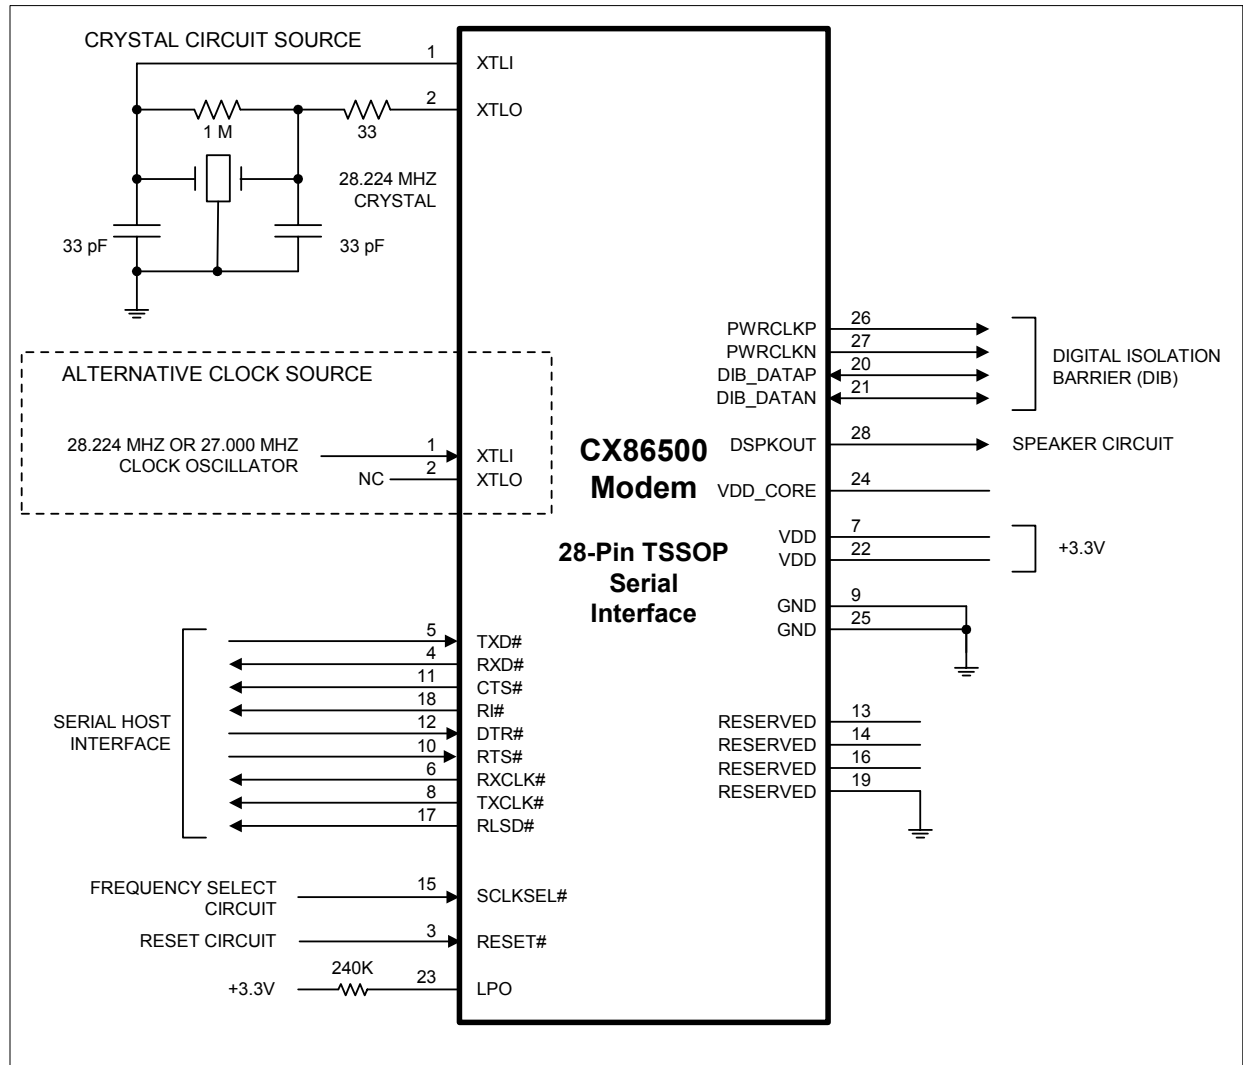 CRYSTAL CIRCUIT SOURCE
1
XTLI
2
XTLO
1 M
33
28.224 MHZ
CRYSTAL
33 pF
33 pF
ALTERNATIVE CLOCK SOURCE
28.224 MHZ OR 27.000 MHZ
CLOCK OSCILLATOR
1
XTLI
NC
2
XTLO
SERIAL HOST
INTERFACE
5
TXD#
4
RXD#
11
CTS#
18
RI#
12
DTR#
10
RTS#
6
RXCLK#
8
TXCLK#
17
RLSD#
FREQUENCY SELECT
CIRCUIT
15
SCLKSEL#
RESET CIRCUIT
3
RESET#
+3.3V
240K
23
LPO
CX86500
Modem
28-Pin TSSOP
Serial
Interface
PWRCLKP
26
PWRCLKN
27
DIB_DATAP
20
DIB_DATAN
21
DIGITAL ISOLATION
BARRIER (DIB)
DSPKOUT
28
SPEAKER CIRCUIT
VDD_CORE
24
VDD
7
VDD
22
+3.3V
GND
9
GND
25
RESERVED
13
RESERVED
14
RESERVED
16
RESERVED
19